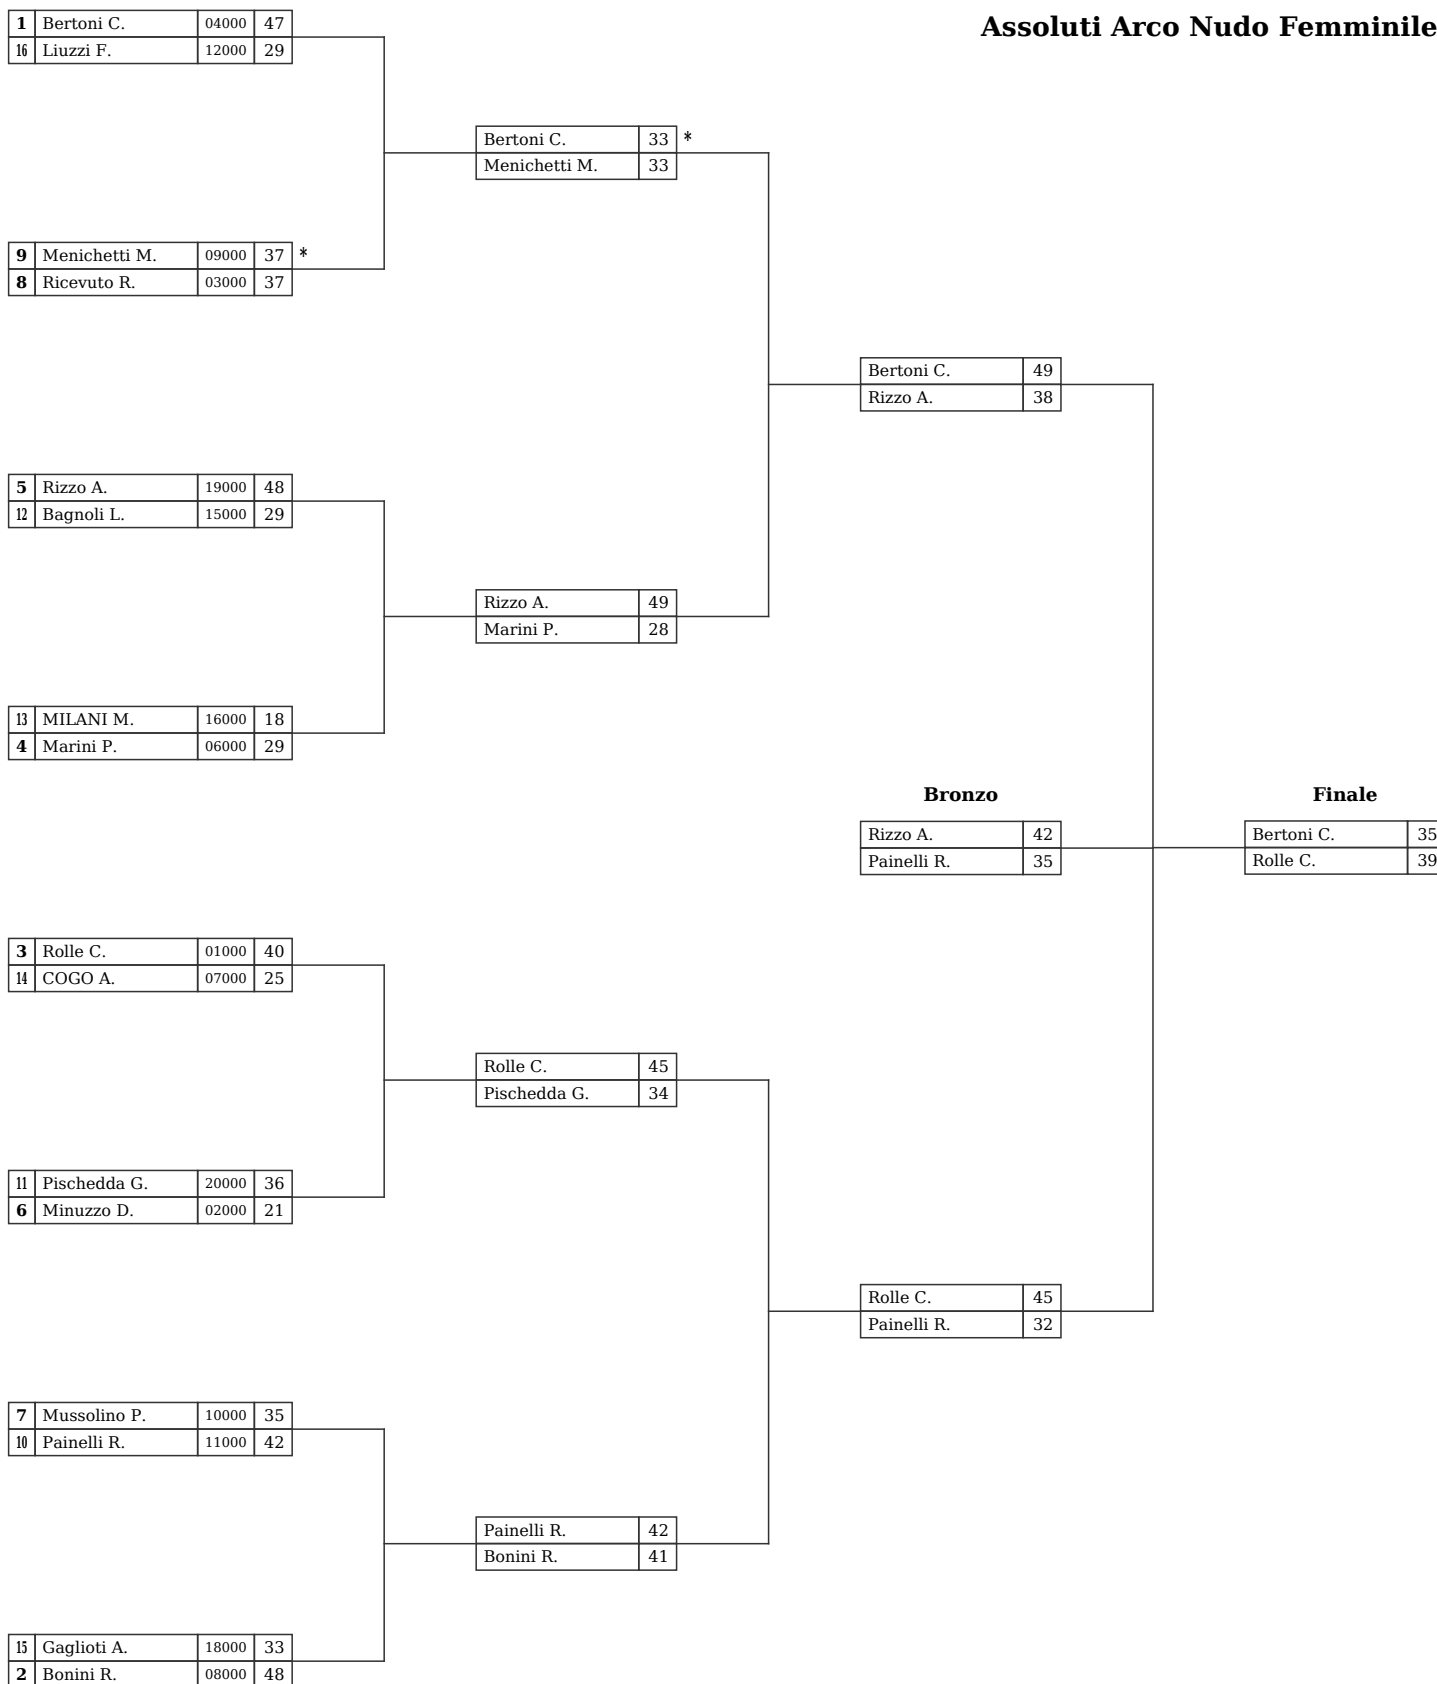 Assoluti Arco Nudo Femminile
1 Bertoni C. 04000 47
16 Liuzzi F. 12000 29
Bertoni C. 33 *
Menichetti M. 33
9 Menichetti M. 09000 37 *
8 Ricevuto R. 03000 37
Bertoni C. 49
Rizzo A. 38
5 Rizzo A. 19000 48
12 Bagnoli L. 15000 29
Rizzo A. 49
Marini P. 28
13 MILANI M. 16000 18
4 Marini P. 06000 29
Bronzo Finale
Rizzo A. 42 Bertoni C. 35
Painelli R. 35 Rolle C. 39
3 Rolle C. 01000 40
14 COGO A. 07000 25
Rolle C. 45
Pischedda G. 34
11 Pischedda G. 20000 36
6 Minuzzo D. 02000 21
Rolle C. 45
Painelli R. 32
7 Mussolino P. 10000 35
10 Painelli R. 11000 42
Painelli R. 42
Bonini R. 41
15 Gaglioti A. 18000 33
2 Bonini R. 08000 48